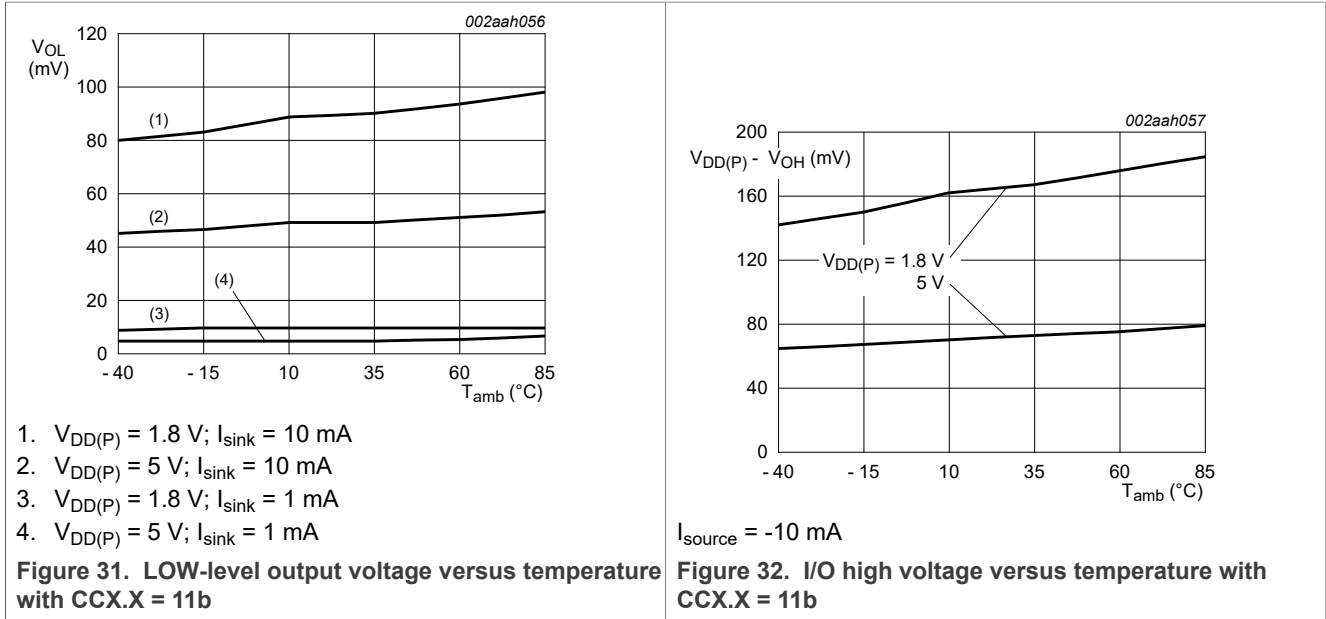 002aah056
VOL
(mV)
120
100
80
60
40
20
0
(1)
(2)
(4)
(3)
- 40 - 15 10 35 60 85
Tamb (°C)
1. VDD(P) = 1.8 V; Isink = 10 mA
2. VDD(P) = 5 V; Isink = 10 mA
3. VDD(P) = 1.8 V; Isink = 1 mA
4. VDD(P) = 5 V; Isink = 1 mA
Figure 31. LOW-level output voltage versus temperature
with CCX.X = 11b
002aah057
200
VDD(P) - VOH (mV)
160
120
80
40
0
VDD(P) = 1.8 V
5 V
- 40 - 15 10 35 60 85
Tamb (°C)
Isource = -10 mA
Figure 32. I/O high voltage versus temperature with
CCX.X = 11b